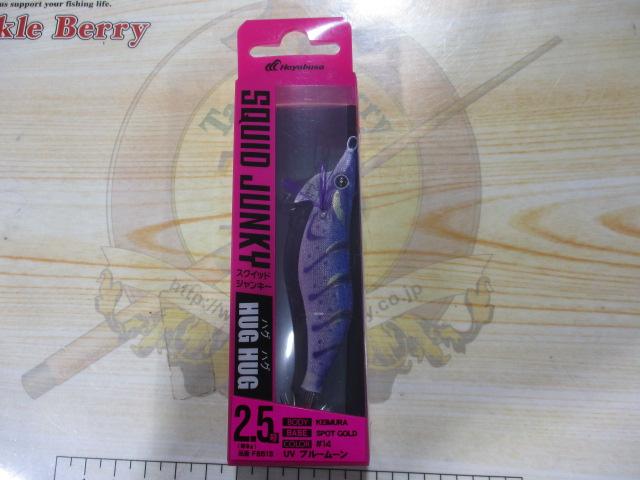 us support your fishing life.
kle Berry
Hayabusa
SQUID JUNKY
スクイッド
ジャンキー
ハグ ハグ
HUG HUG
2.5号
BODY KEIMURA
BASE SPOT GOLD
COLOR #14
UV ブルームーン